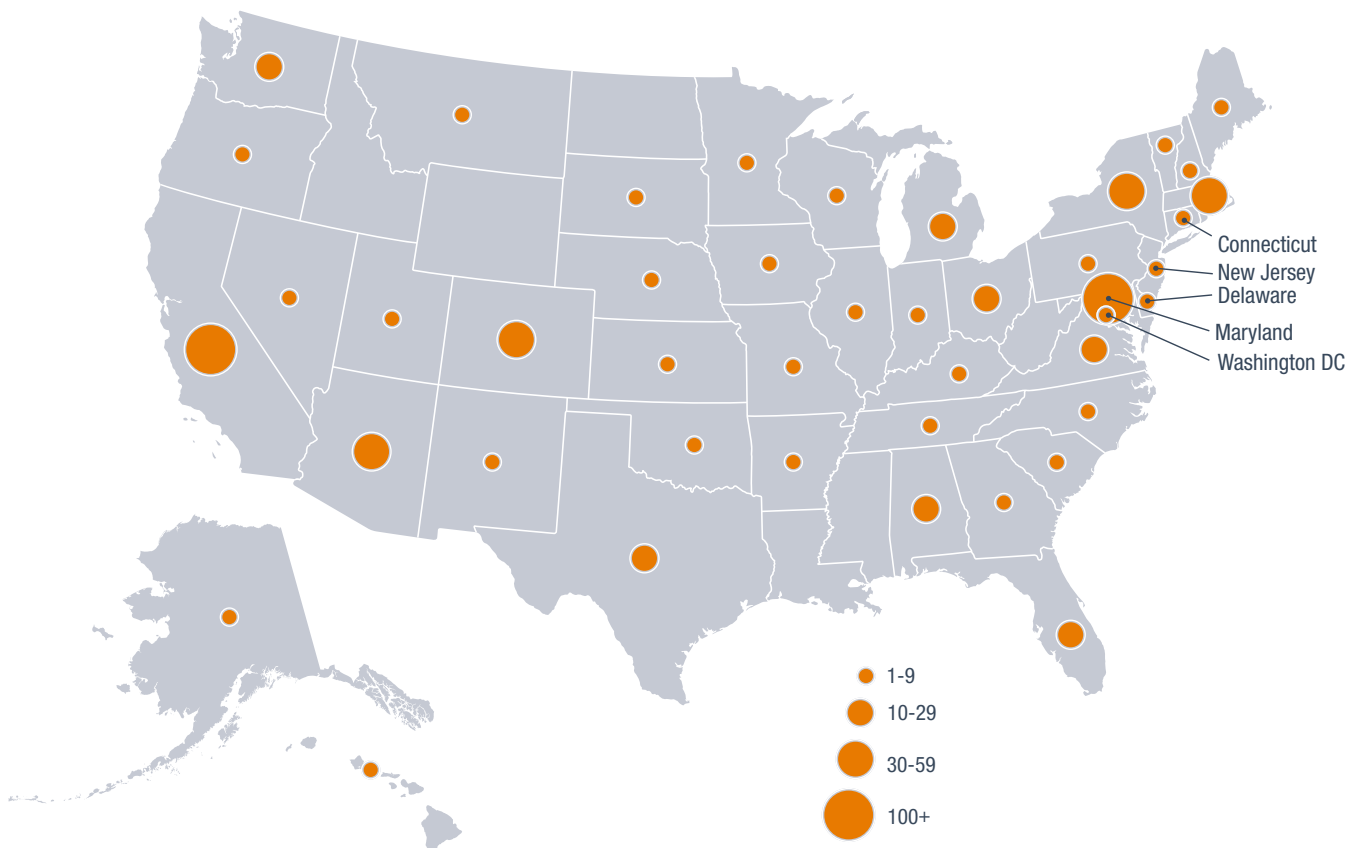 Connecticut
New Jersey
Delaware
Maryland
Washington DC
1-9
10-29
30-59
100+